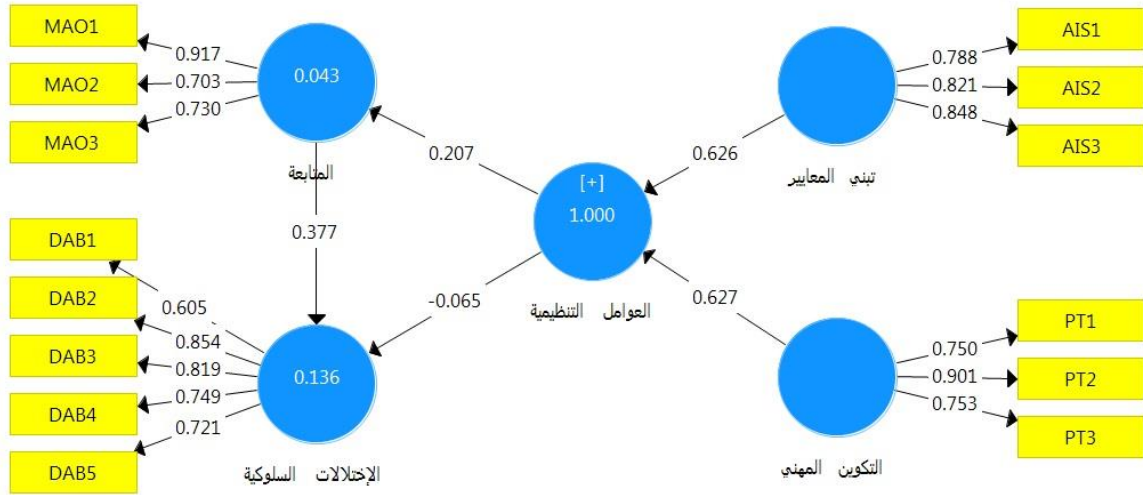 MAO1
0.917
MAO2
0.703
0.730
MAO3
0.043
المتابعة
AIS1
0.788
AIS2
0.821
0.848
AIS3
تبني المعايير
0.207
0.626
[+]
1.000
العوامل التنظيمية
0.377
-0.065
0.627
DAB1
0.605
DAB2
0.854
DAB3
0.819
DAB4
0.749
0.721
DAB5
0.136
الإختلالات السلوكية
PT1
0.750
PT2
0.901
0.753
PT3
التكوين المهني